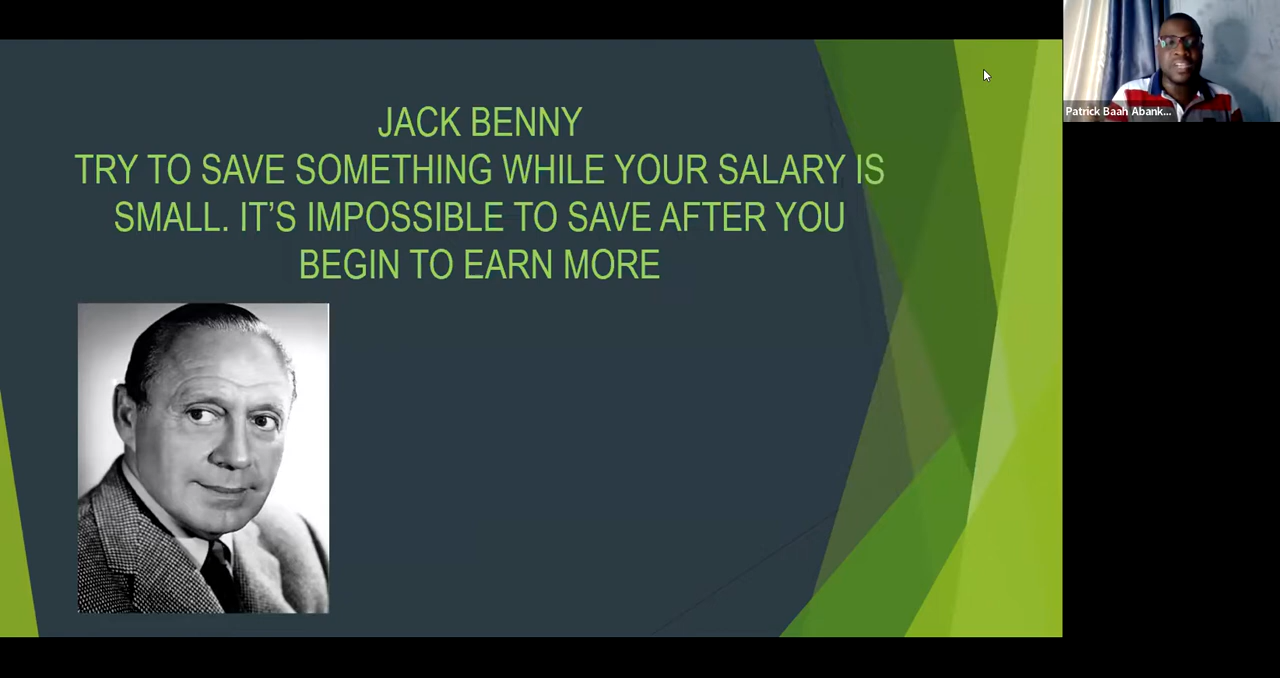 JACK BENNY
TRY TO SAVE SOMETHING WHILE YOUR SALARY IS
SMALL. IT’S IMPOSSIBLE TO SAVE AFTER YOU
BEGIN TO EARN MORE
Patrick Baah Abank...